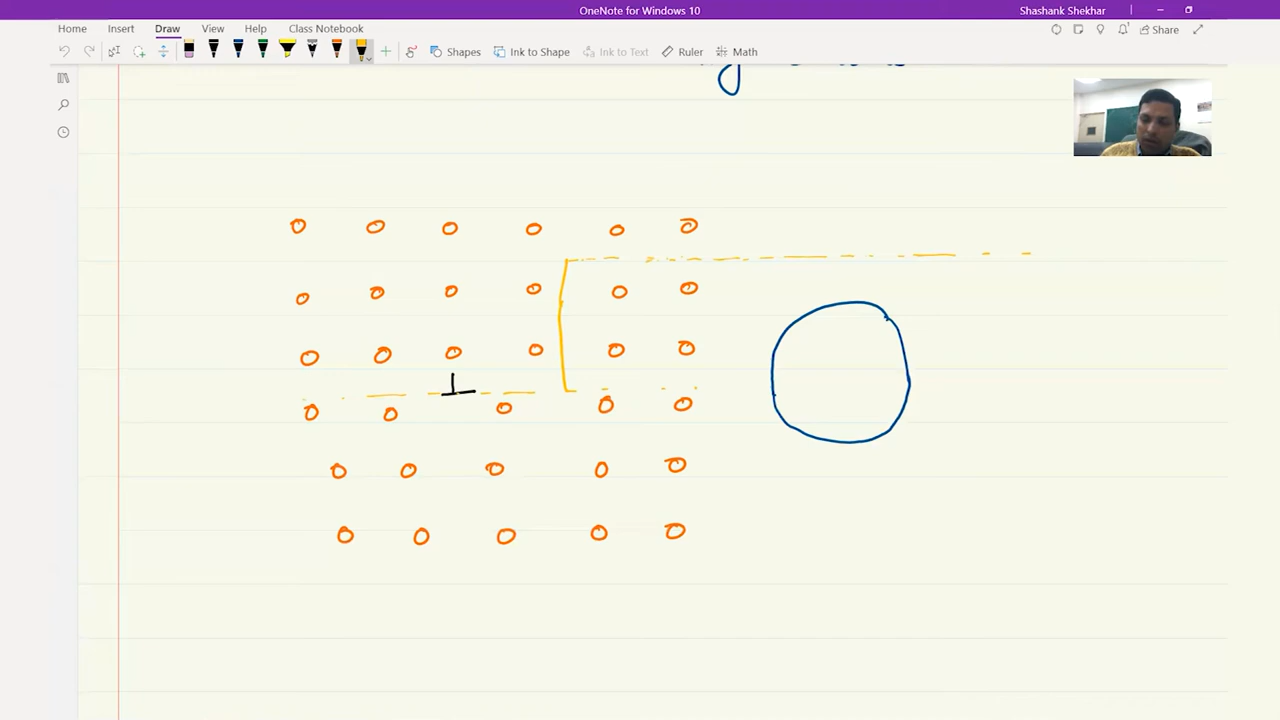 OneNote for Windows 10
Shashank Shekhar
Home Insert Draw View Help Class Notebook
Shapes Ink to Shape Ink to Text Ruler Math Share